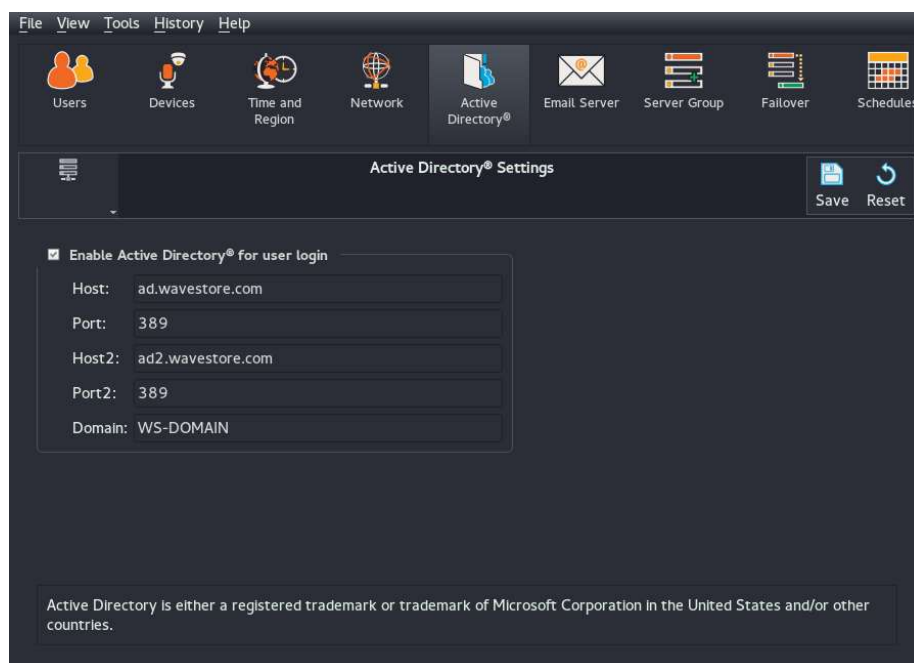 File View Tools History Help
Users
Devices
Time and
Region
Network
Active
Directory®
Email Server
Server Group
Failover
Schedules
Active Directory® Settings
Save
Reset
Enable Active Directory® for user login
Host: ad.wavestore.com
Port: 389
Host2: ad2.wavestore.com
Port2: 389
Domain: WS-DOMAIN
Active Directory is either a registered trademark or trademark of Microsoft Corporation in the United States and/or other
countries.